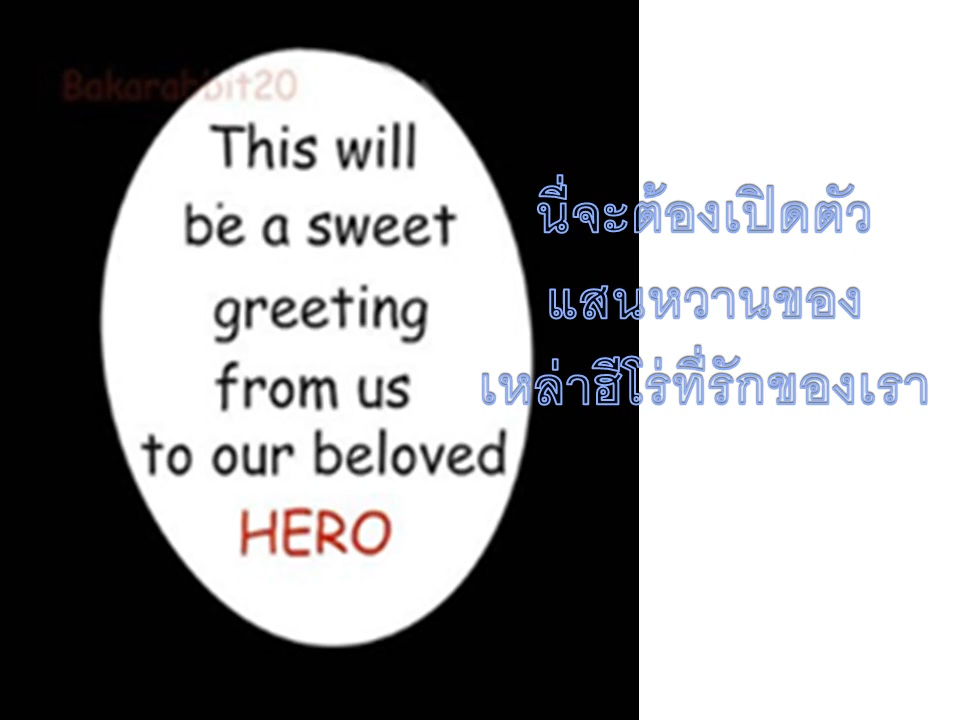 Bakarabbit20
This will
be a sweet
greeting
from us
to our beloved
HERO
นี่จะต้องเปิดตัว
แสนหวานของ
เหล่าฮีโร่ที่รักของเรา